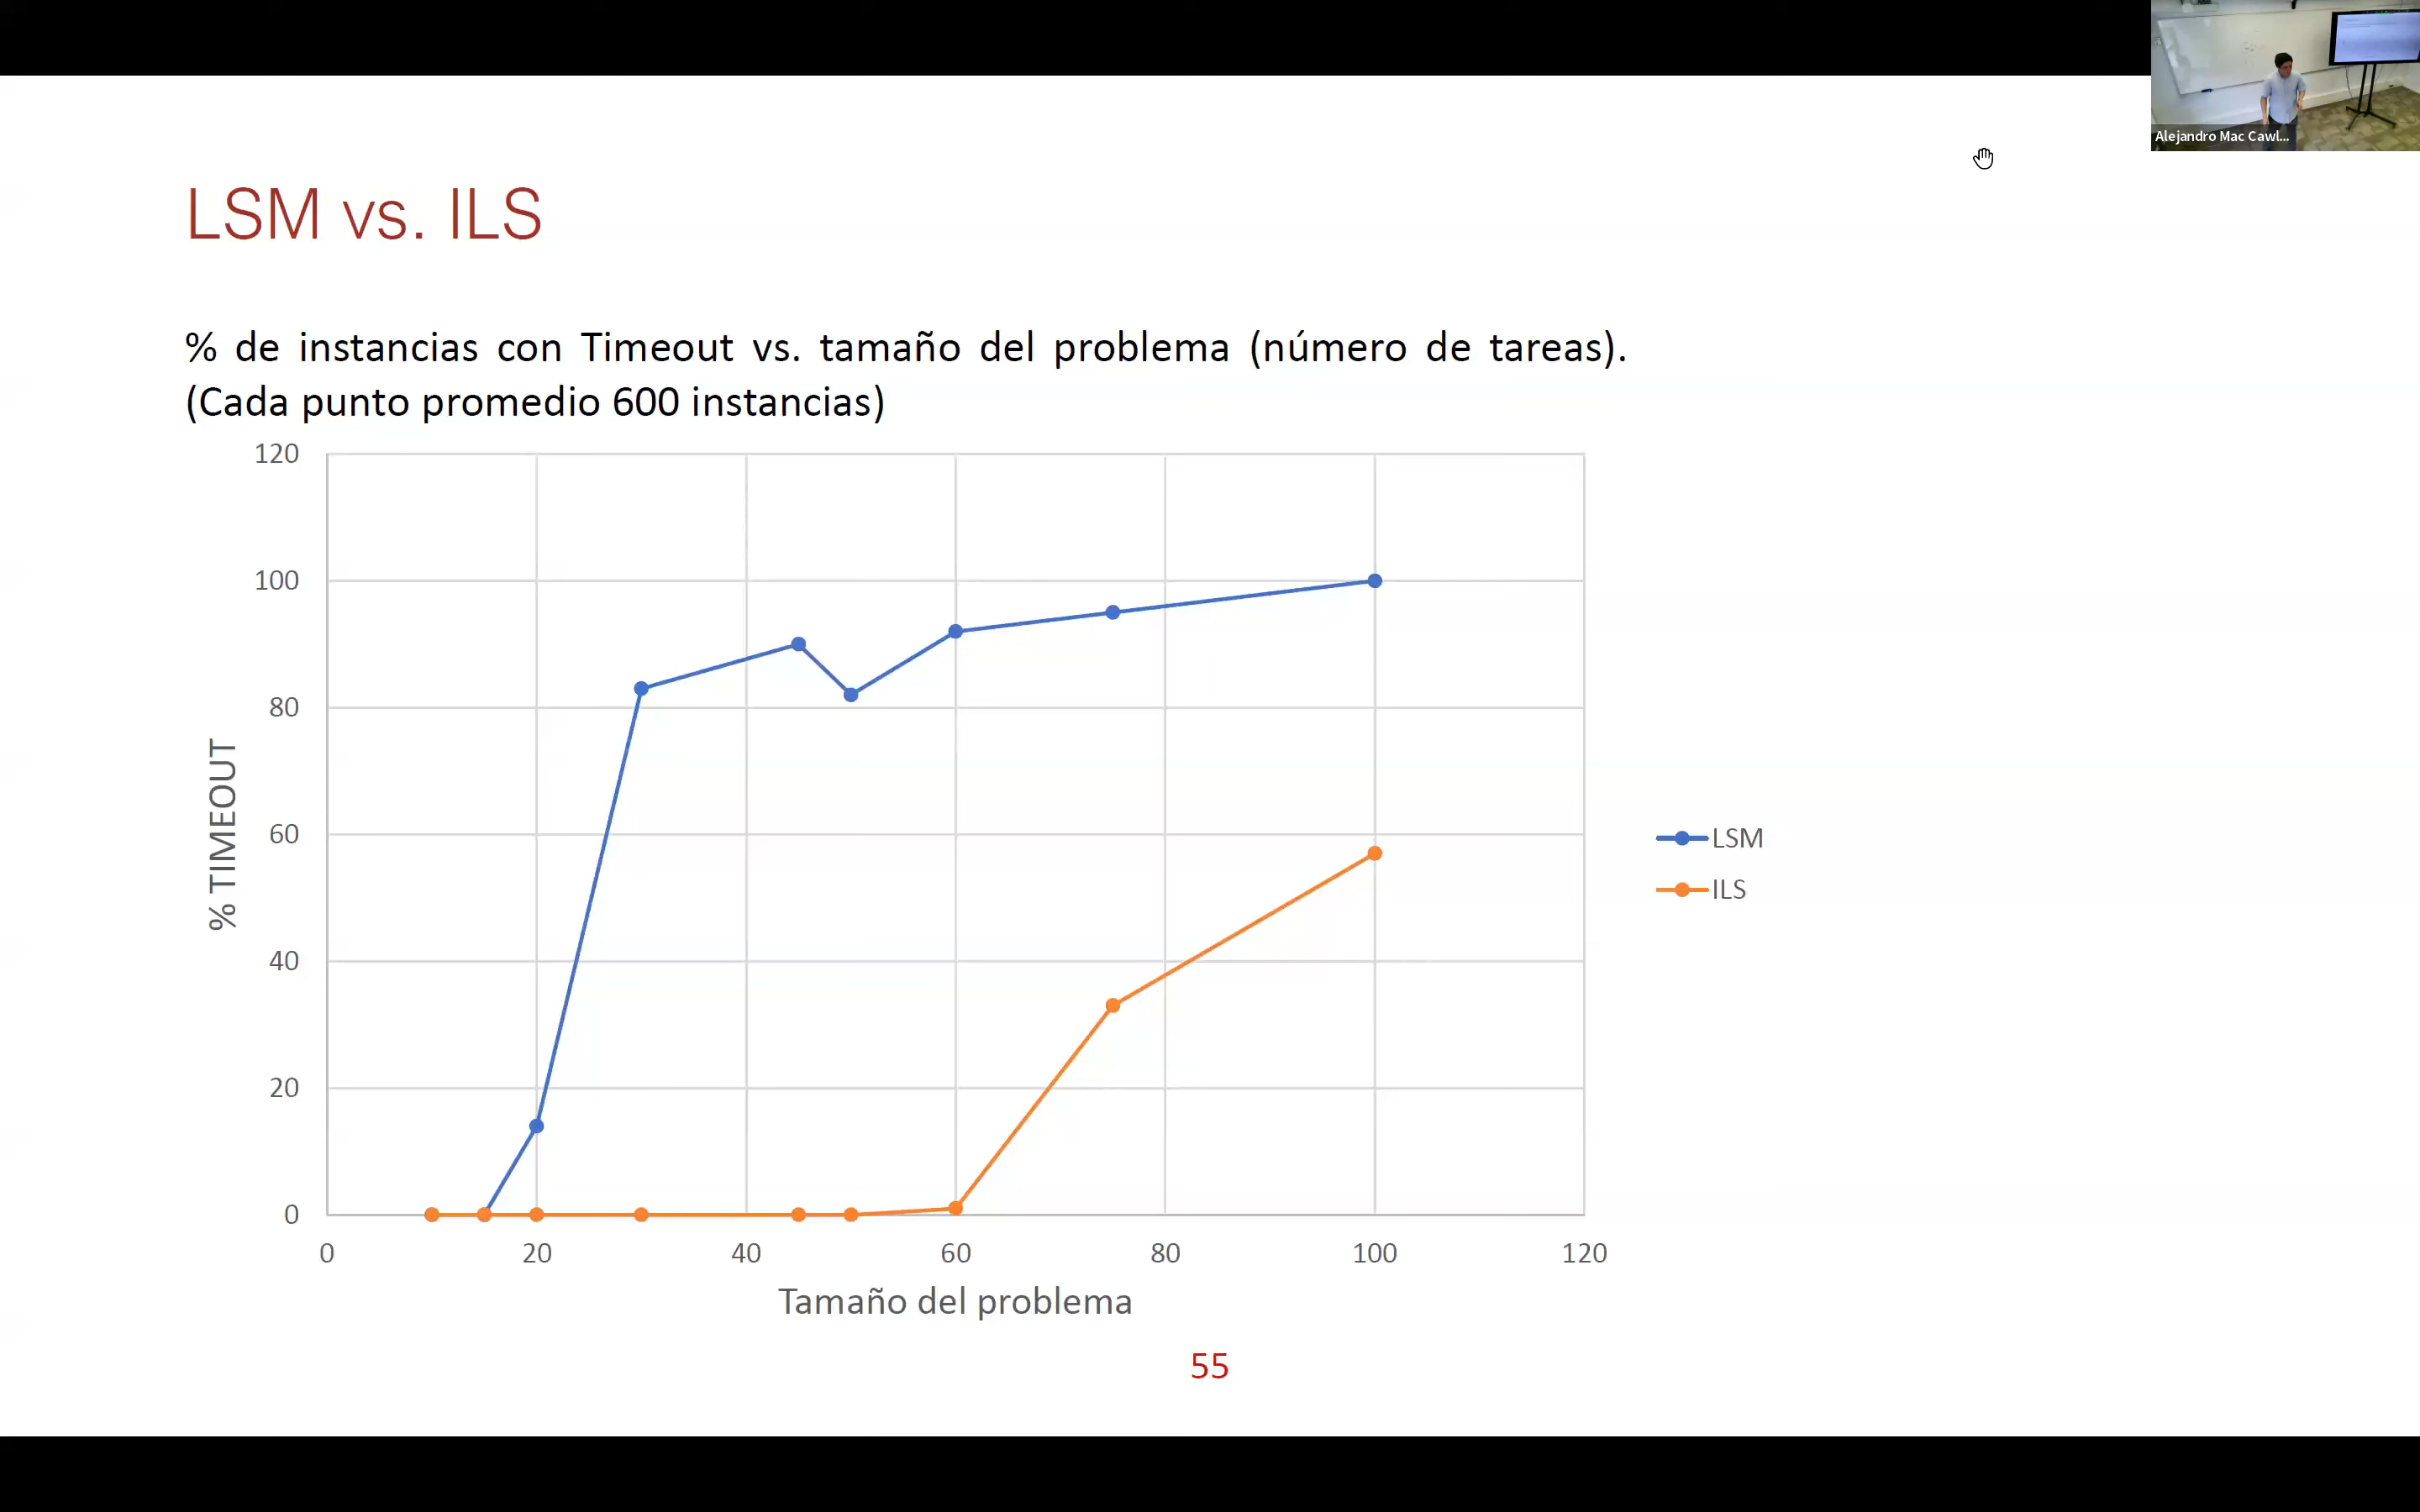 Alejandro Mac Cawl...
LSM vs. ILS
% de instancias con Timeout vs. tamaño del problema (número de tareas).
(Cada punto promedio 600 instancias)
120
100
80
60
40
20
0
% TIMEOUT
0 20 40 60 80 100 120
Tamaño del problema
LSM
ILS
55